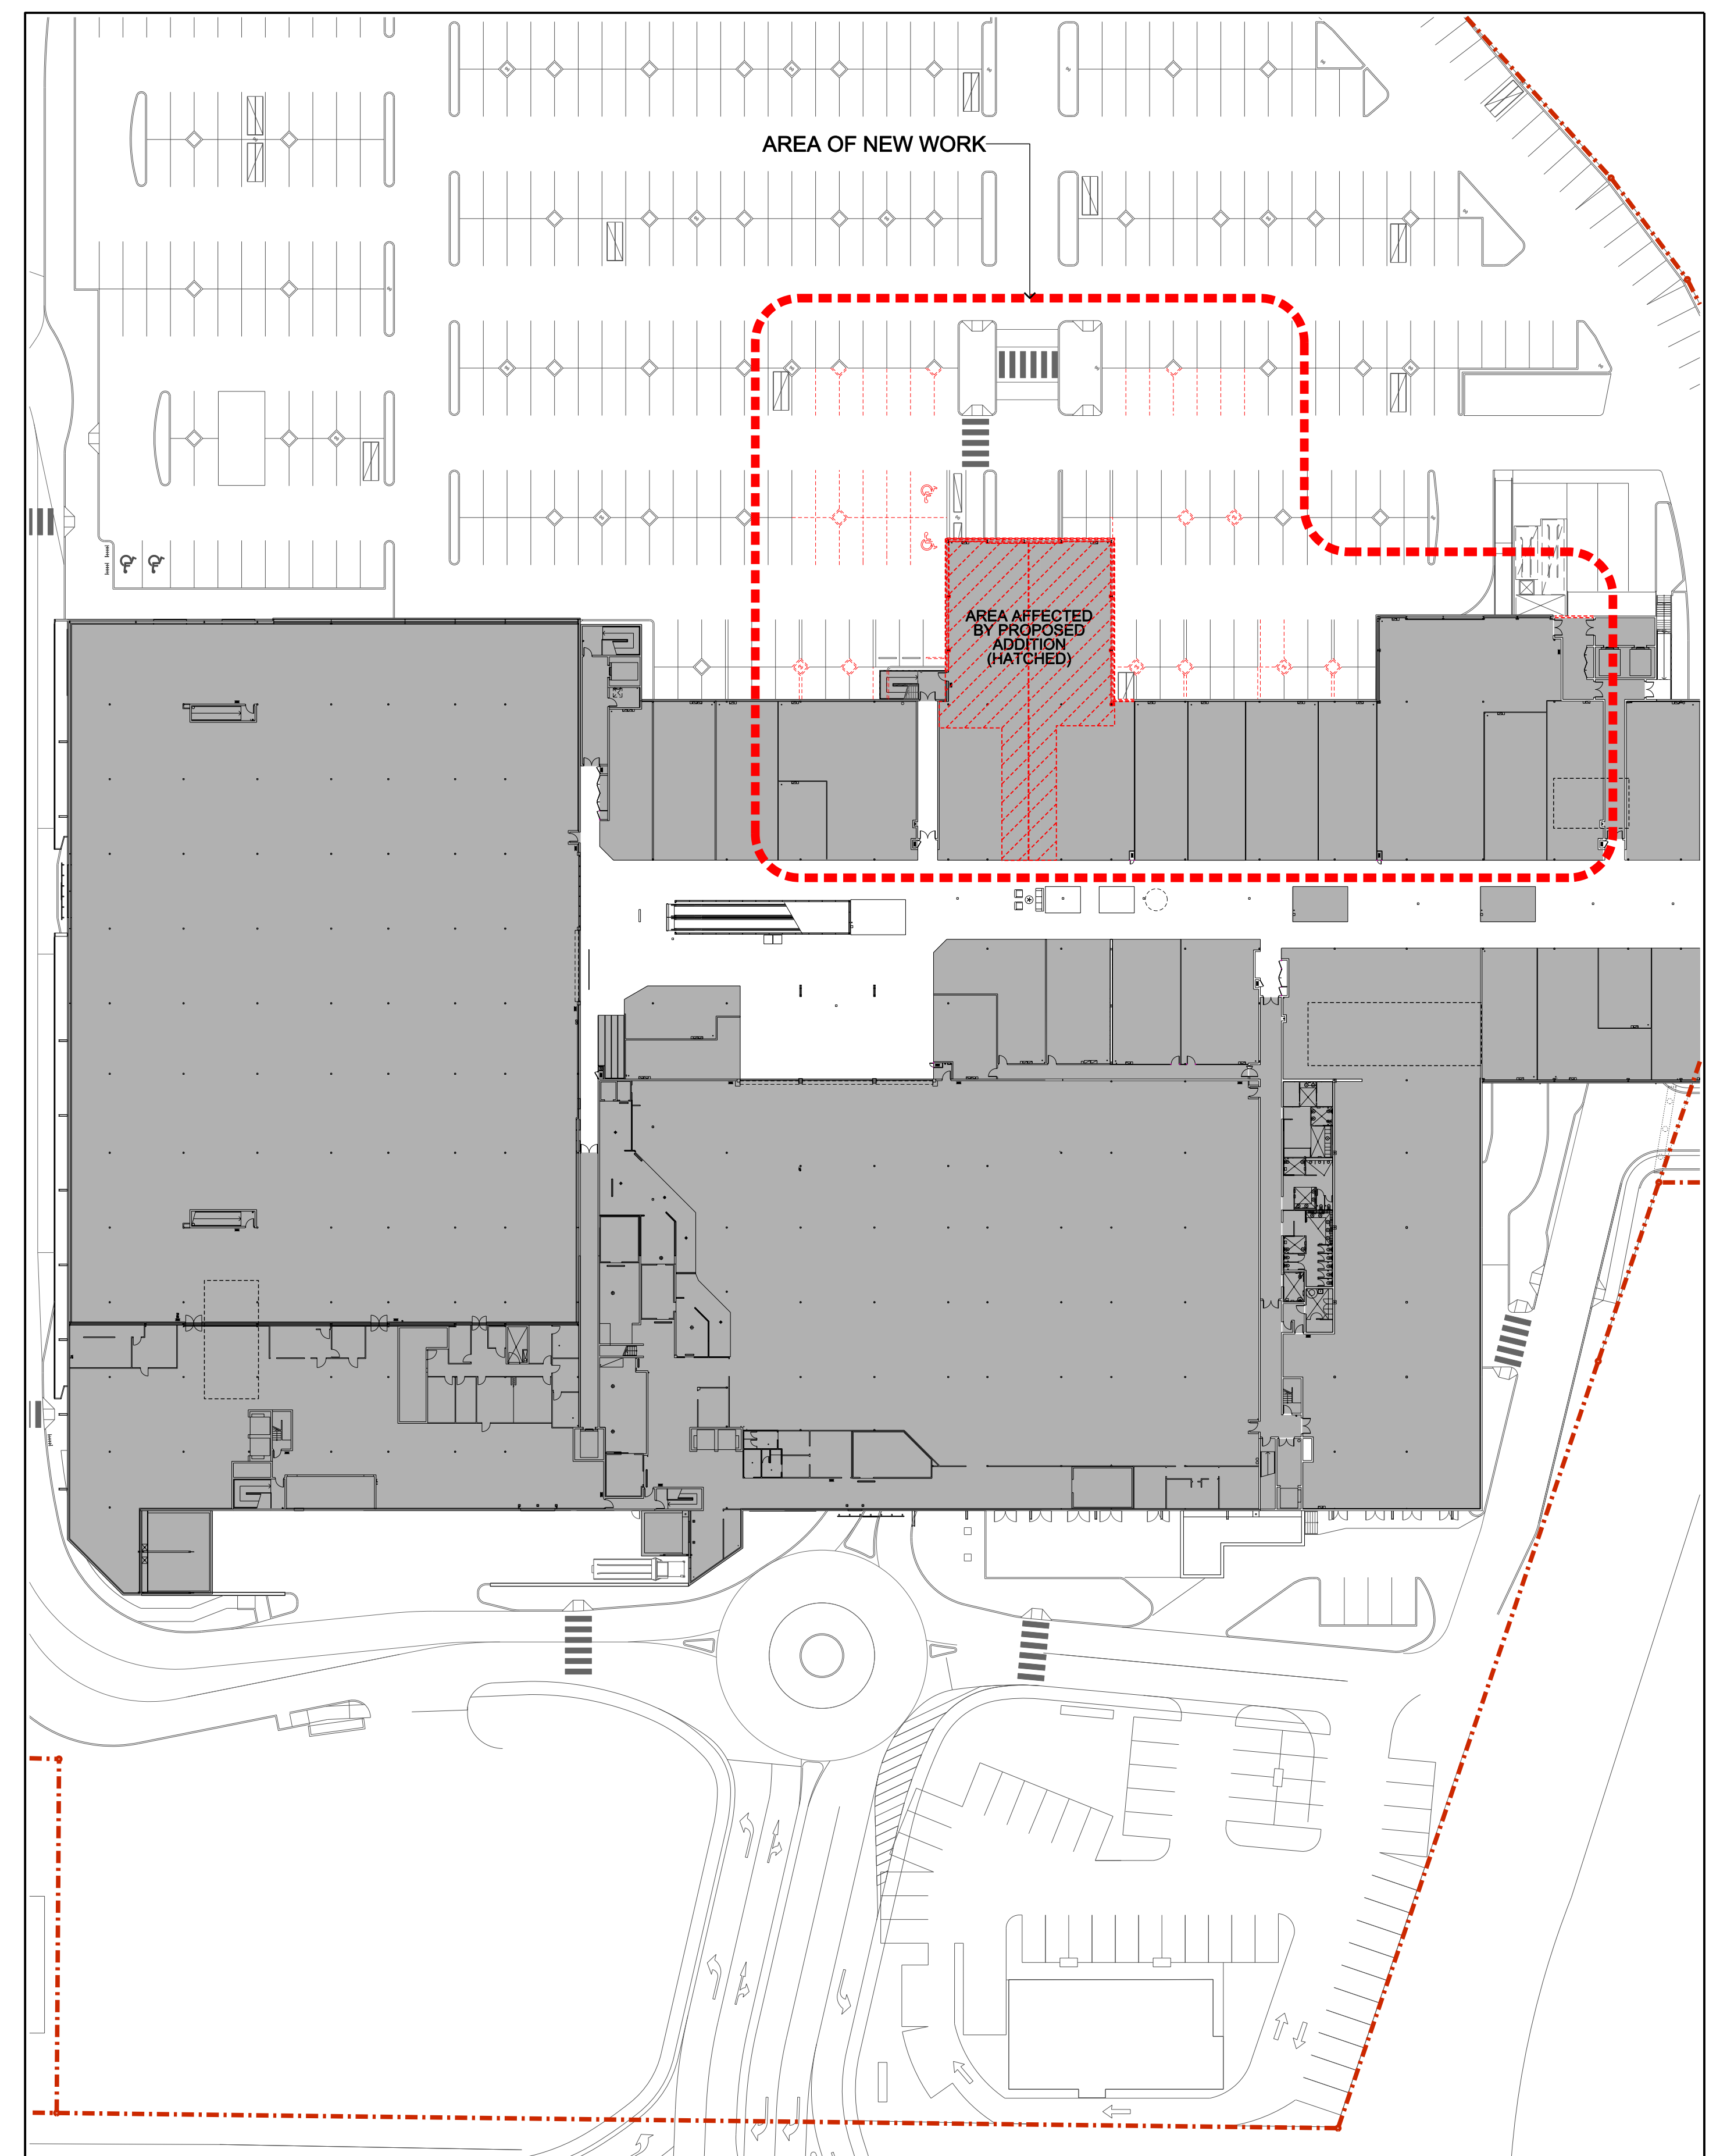 AREA OF NEW WORK
AREA AFFECTED
BY PROPOSED
ADDITION
(HATCHED)